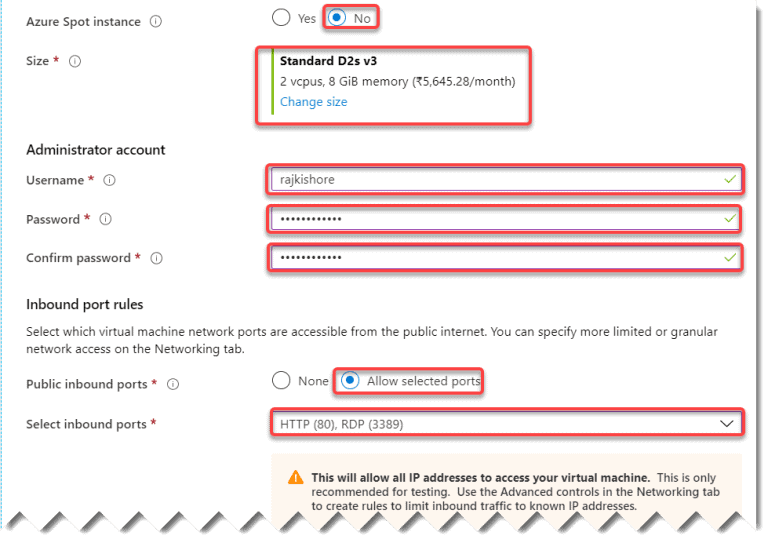 Azure Spot instance Yes No
Size * Standard D2s v3
2 vcpus, 8 GiB memory (₹5,645.28/month)
Change size
Administrator account
Username * rajkishore
Password * ••••••••••••
Confirm password * ••••••••••••
Inbound port rules
Select which virtual machine network ports are accessible from the public internet. You can specify more limited or granular
network access on the Networking tab.
Public inbound ports * None Allow selected ports
Select inbound ports * HTTP (80), RDP (3389)
This will allow all IP addresses to access your virtual machine. This is only
recommended for testing. Use the Advanced controls in the Networking tab
to create rules to limit inbound traffic to known IP addresses.